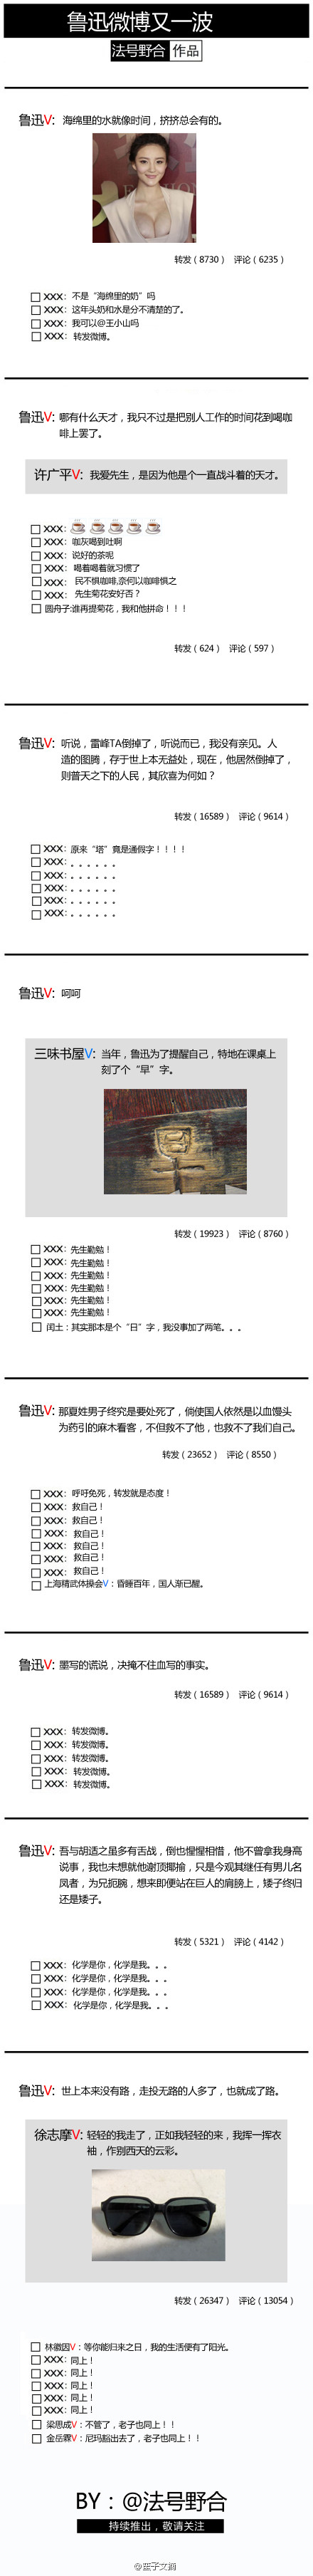 鲁迅微博又一波
法号野合 作品
鲁迅V: 海绵里的水就像时间，挤挤总会有的。
转发（8730） 评论（6235）
XXX：不是“海绵里的奶”吗
XXX：这年头奶和水是分不清楚的了。
XXX：我可以@王小山吗
XXX：转发微博。
鲁迅V: 哪有什么天才，我只不过是把别人工作的时间花到喝咖
啡上罢了。
许广平V: 我爱先生，是因为他是个一直战斗着的天才。
XXX：
XXX：咖灰喝到吐啊
XXX：说好的茶呢
XXX：喝着喝着就习惯了
XXX：民不惧咖啡,奈何以咖啡惧之
XXX：先生菊花安好否？
圆舟子:谁再提菊花，我和他拼命！！！
转发（624） 评论（597）
鲁迅V: 听说，雷峰TA倒掉了，听说而已，我没有亲见。人
造的图腾，存于世上本无益处，现在，他居然倒掉了，
则普天之下的人民，其欣喜为何如？
转发（16589） 评论（9614）
XXX：原来“塔”竟是通假字！！！！
XXX：。。。。。。
XXX：。。。。。。
XXX：。。。。。。
XXX：。。。。。。
XXX：。。。。。。
鲁迅V: 呵呵
三味书屋V: 当年，鲁迅为了提醒自己，特地在课桌上
刻了个“早”字。
转发（19923） 评论（8760）
XXX：先生勤勉！
XXX：先生勤勉！
XXX：先生勤勉！
XXX：先生勤勉！
XXX：先生勤勉！
XXX：先生勤勉！
闰土：其实那本是个“日”字，我没事加了两笔。。。
鲁迅V: 那夏姓男子终究是要处死了，倘使国人依然是以血馒头
为药引的麻木看客，不但救不了他，也救不了我们自己。
转发（23652） 评论（8550）
XXX：呼吁免死，转发就是态度！
XXX：救自己！
XXX：救自己！
XXX：救自己！
XXX：救自己！
XXX：救自己！
XXX：救自己！
上海精武体操会V：昏睡百年，国人渐已醒。
鲁迅V: 墨写的谎说，决掩不住血写的事实。
转发（16589） 评论（9614）
XXX：转发微博。
XXX：转发微博。
XXX：转发微博。
XXX：转发微博。
XXX：转发微博。
鲁迅V: 吾与胡适之虽多有舌战，倒也惺惺相惜，他不曾拿我身高
说事，我也未想就他谢顶揶揄，只是今观其继任有男儿名
凤者，为兄扼腕，想来即便站在巨人的肩膀上，矮子终归
还是矮子。
转发（5321） 评论（4142）
XXX：化学是你，化学是我。。。
XXX：化学是你，化学是我。。。
XXX：化学是你，化学是我。。。
XXX：化学是你，化学是我。。。
鲁迅V: 世上本来没有路，走投无路的人多了，也就成了路。
徐志摩V: 轻轻的我走了，正如我轻轻的来，我挥一挥衣
袖，作别西天的云彩。
转发（26347） 评论（13054）
林徽因V：等你能归来之日，我的生活便有了阳光。
XXX：同上！
XXX：同上！
XXX：同上！
XXX：同上！
XXX：同上！
梁思成V：不管了，老子也同上！！
金岳霖V：尼玛豁出去了，老子也同上！！
BY：@法号野合
持续推出，敬请关注